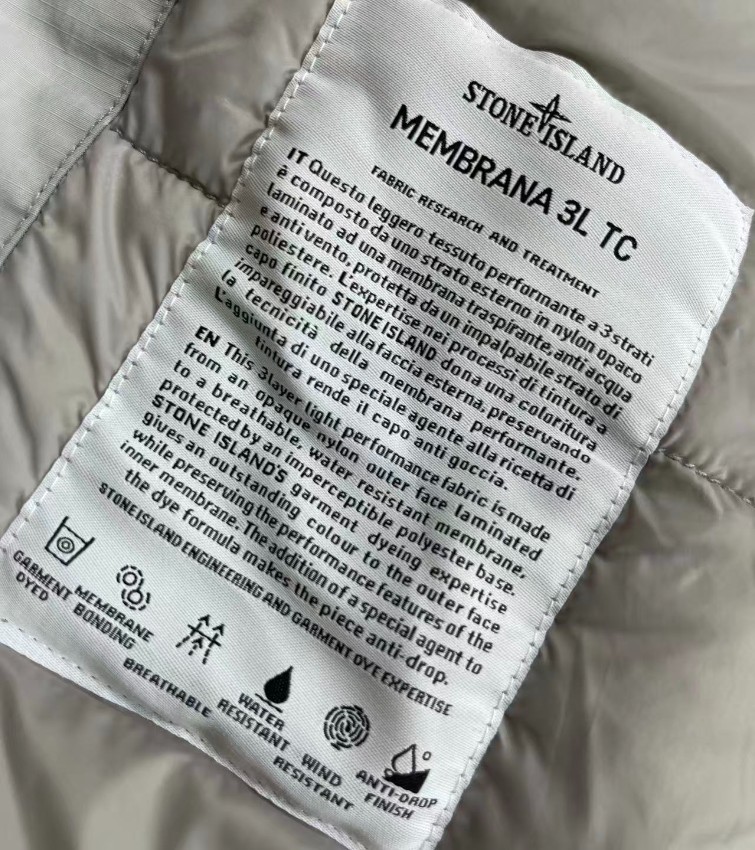 STONE ISLAND
MEMBRANA 3L TC
FABRIC RESEARCH AND TREATMENT
IT Questo leggero tessuto performante a 3 strati
è composto da uno strato esterno in nylon opaco
laminato ad una membrana traspirante, anti acqua
e anti vento, protetta da un impalpabile strato di
poliestere. L'expertise nei processi di tintura a
capo finito STONE ISLAND dona una coloritura
impareggiabile alla faccia esterna, preservando
la tecnicità della membrana performante.
L'aggiunta di uno speciale agente alla ricetta di
tintura rende il capo anti goccia.
EN This 3layer light performance fabric is made
from an opaque nylon outer face laminated
to a breathable, water resistant membrane,
protected by an imperceptible polyester base.
STONE ISLAND'S garment dyeing expertise
gives an outstanding colour to the outer face
while preserving the performance features of the
inner membrane. The addition of a special agent to
the dye formula makes the piece anti-drop.
STONE ISLAND ENGINEERING AND GARMENT DYE EXPERTISE
GARMENT
DYED
MEMBRANE
BONDING
BREATHABLE
WATER
RESISTANT
WIND
RESISTANT
ANTI-DROP
FINISH